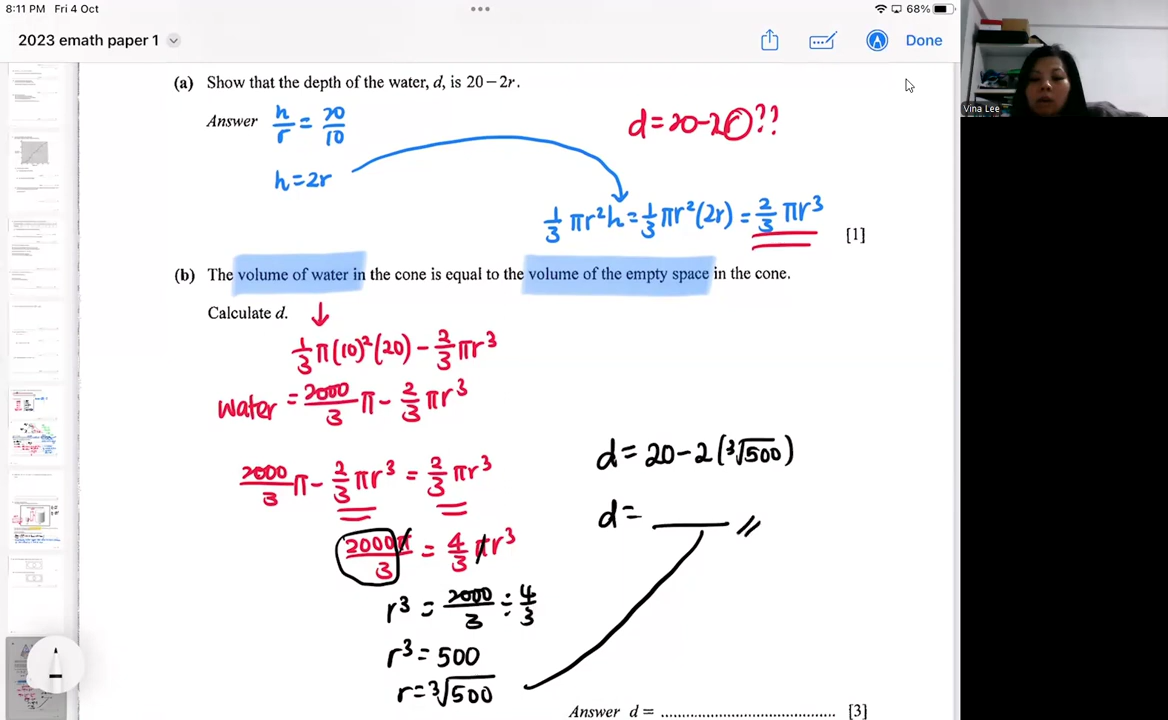 8:11 PM Fri 4 Oct
68%
2023 emath paper 1
Done
Vina Lee
(a) Show that the depth of the water, d, is 20 − 2r.
Answer h/r = 20/10
d = 20 - 2r ??
h = 2r
1/3 πr²h = 1/3 πr²(2r) = 2/3 πr³
[1]
(b) The volume of water in the cone is equal to the volume of the empty space in the cone.
Calculate d.
1/3 π(10)²(20) - 2/3 πr³
water = 2000/3 π - 2/3 πr³
2000/3 π - 2/3 πr³ = 2/3 πr³
d = 20 - 2(³√500)
d = ____ //
2000π/3 = 4/3 πr³
r³ = 2000/3 ÷ 4/3
r³ = 500
r = ³√500
Answer d = ........................................ [3]